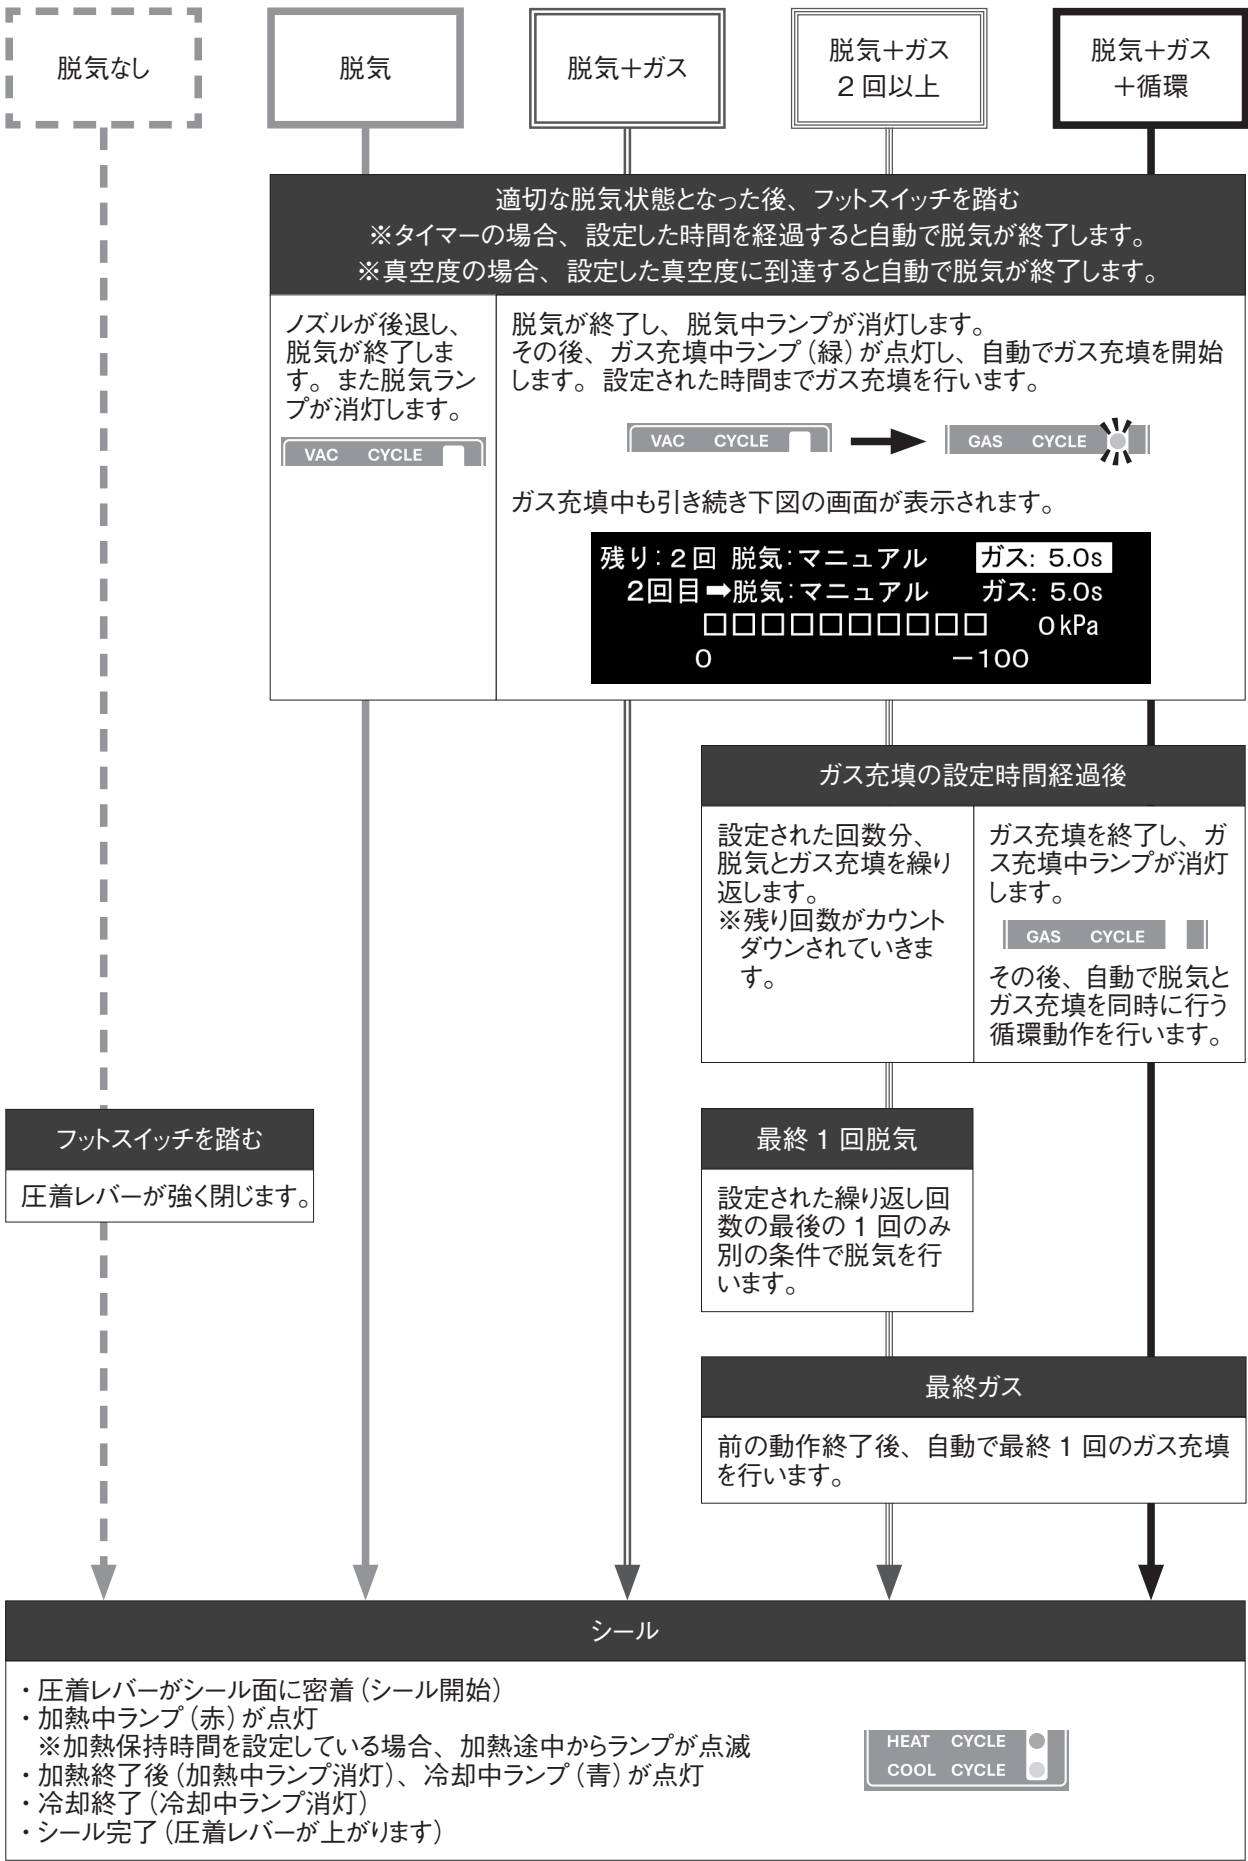 脱気なし
脱気
脱気＋ガス
脱気＋ガス
2 回以上
脱気＋ガス
＋循環
適切な脱気状態となった後、フットスイッチを踏む
※タイマーの場合、設定した時間を経過すると自動で脱気が終了します。
※真空度の場合、設定した真空度に到達すると自動で脱気が終了します。
ノズルが後退し、
脱気が終了しま
す。また脱気ラン
プが消灯します。
VAC CYCLE
脱気が終了し、脱気中ランプが消灯します。
その後、ガス充填中ランプ（緑）が点灯し、自動でガス充填を開始
します。設定された時間までガス充填を行います。
VAC CYCLE
GAS CYCLE
ガス充填中も引き続き下図の画面が表示されます。
残り：2回 脱気：マニュアル ガス：5.0s
2回目➡脱気：マニュアル ガス：5.0s
□□□□□□□□□□ 0kPa
0 －100
ガス充填の設定時間経過後
設定された回数分、
脱気とガス充填を繰り
返します。
※残り回数がカウント
ダウンされていきま
す。
ガス充填を終了し、ガ
ス充填中ランプが消灯
します。
GAS CYCLE
その後、自動で脱気と
ガス充填を同時に行う
循環動作を行います。
フットスイッチを踏む
圧着レバーが強く閉じます。
最終 1 回脱気
設定された繰り返し回
数の最後の 1 回のみ
別の条件で脱気を行
います。
最終ガス
前の動作終了後、自動で最終 1 回のガス充填
を行います。
シール
・圧着レバーがシール面に密着（シール開始）
・加熱中ランプ（赤）が点灯
※加熱保持時間を設定している場合、加熱途中からランプが点滅
・加熱終了後（加熱中ランプ消灯）、冷却中ランプ（青）が点灯
・冷却終了（冷却中ランプ消灯）
・シール完了（圧着レバーが上がります）
HEAT CYCLE
COOL CYCLE